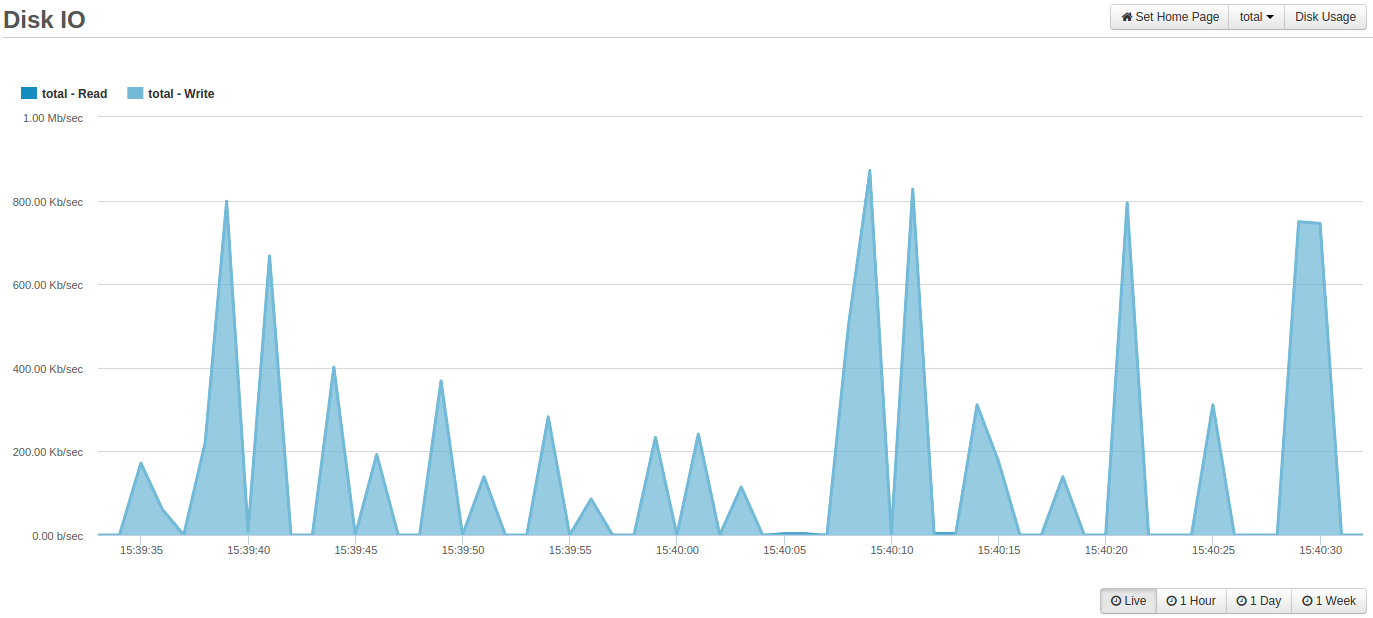 Disk IO
Set Home Page total Disk Usage
total - Read total - Write
1.00 Mb/sec
800.00 Kb/sec
600.00 Kb/sec
400.00 Kb/sec
200.00 Kb/sec
0.00 b/sec
15:39:35 15:39:40 15:39:45 15:39:50 15:39:55 15:40:00 15:40:05 15:40:10 15:40:15 15:40:20 15:40:25 15:40:30
Live 1 Hour 1 Day 1 Week